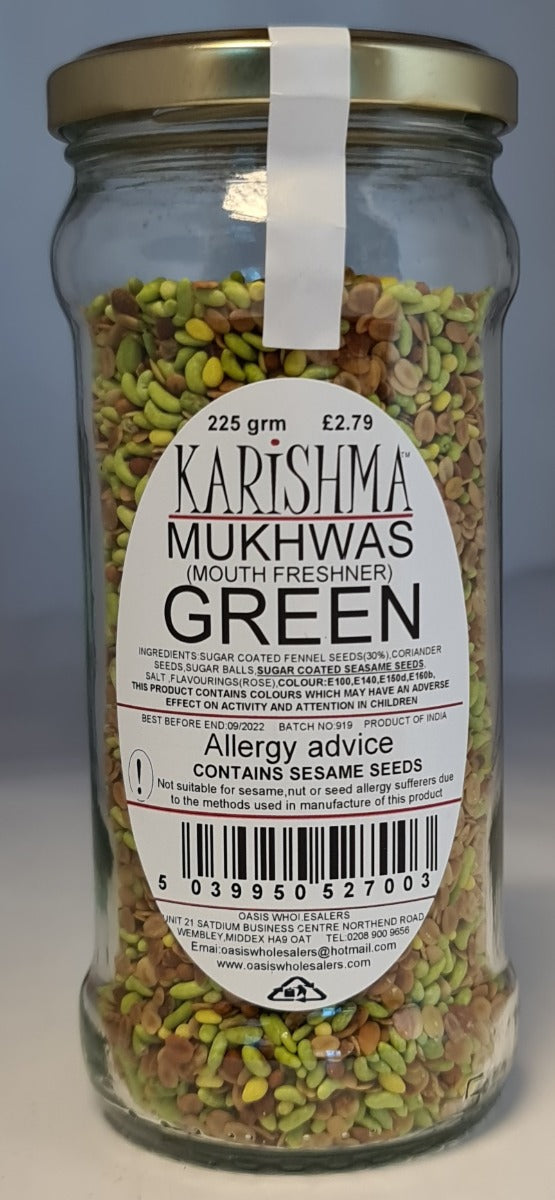 225 grm £2.79
KARiSHMA™
MUKHWAS
(MOUTH FRESHNER)
GREEN
INGREDIENTS:SUGAR COATED FENNEL SEEDS(30%),CORIANDER
SEEDS,SUGAR BALLS,SUGAR COATED SEASAME SEEDS,
SALT ,FLAVOURINGS(ROSE),COLOUR:E100,E140,E160d,E160b,
THIS PRODUCT CONTAINS COLOURS WHICH MAY HAVE AN ADVERSE
EFFECT ON ACTIVITY AND ATTENTION IN CHILDREN
BEST BEFORE END:09/2022 BATCH NO:919 PRODUCT OF INDIA
Allergy advice
CONTAINS SESAME SEEDS
! Not suitable for sesame,nut or seed allergy sufferers due
to the methods used in manufacture of this product
5 039950 527003
OASIS WHOLESALERS
UNIT 21 SATDIUM BUSINESS CENTRE NORTHEND ROAD
WEMBLEY,MIDDEX HA9 OAT TEL:0208 900 9656
Emai:oasiswholesalers@hotmail.com
www.oasiswholesalers.com